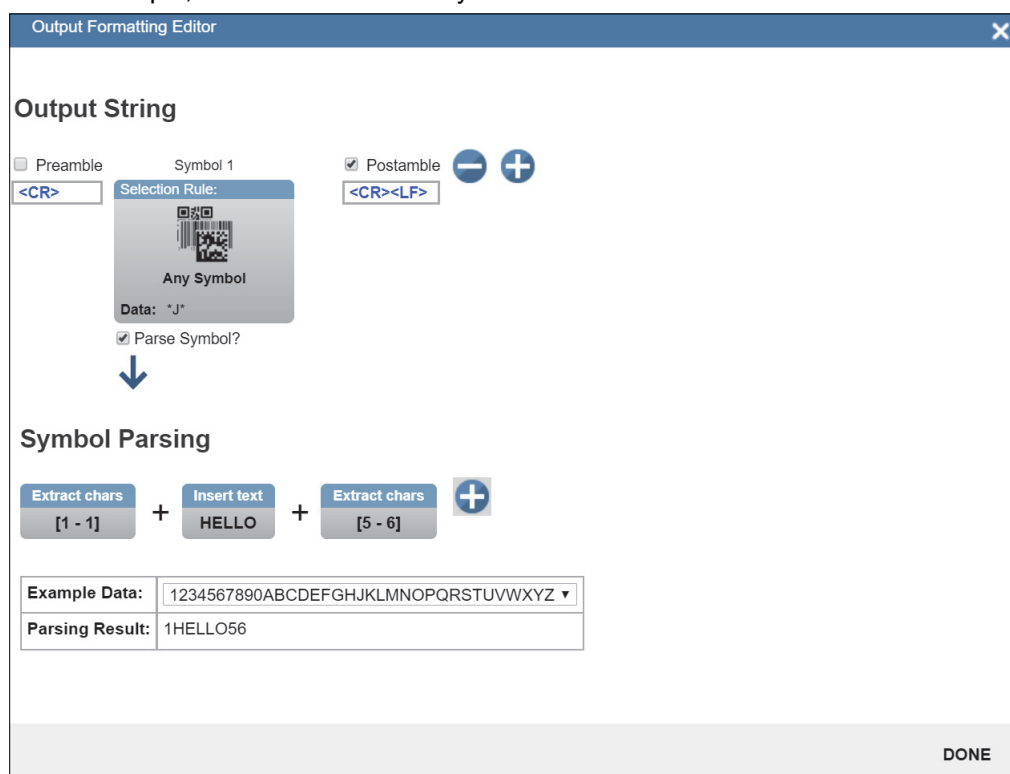 Output Formatting Editor
Output String
Preamble Symbol 1 Postamble
<CR> Selection Rule: <CR><LF>
Any Symbol
Data: *J*
Parse Symbol?
Symbol Parsing
Extract chars Insert text Extract chars
[1 - 1] + HELLO + [5 - 6]
Example Data: 1234567890ABCDEFGHJKLMNOPQRSTUVWXYZ
Parsing Result: 1HELLO56
DONE